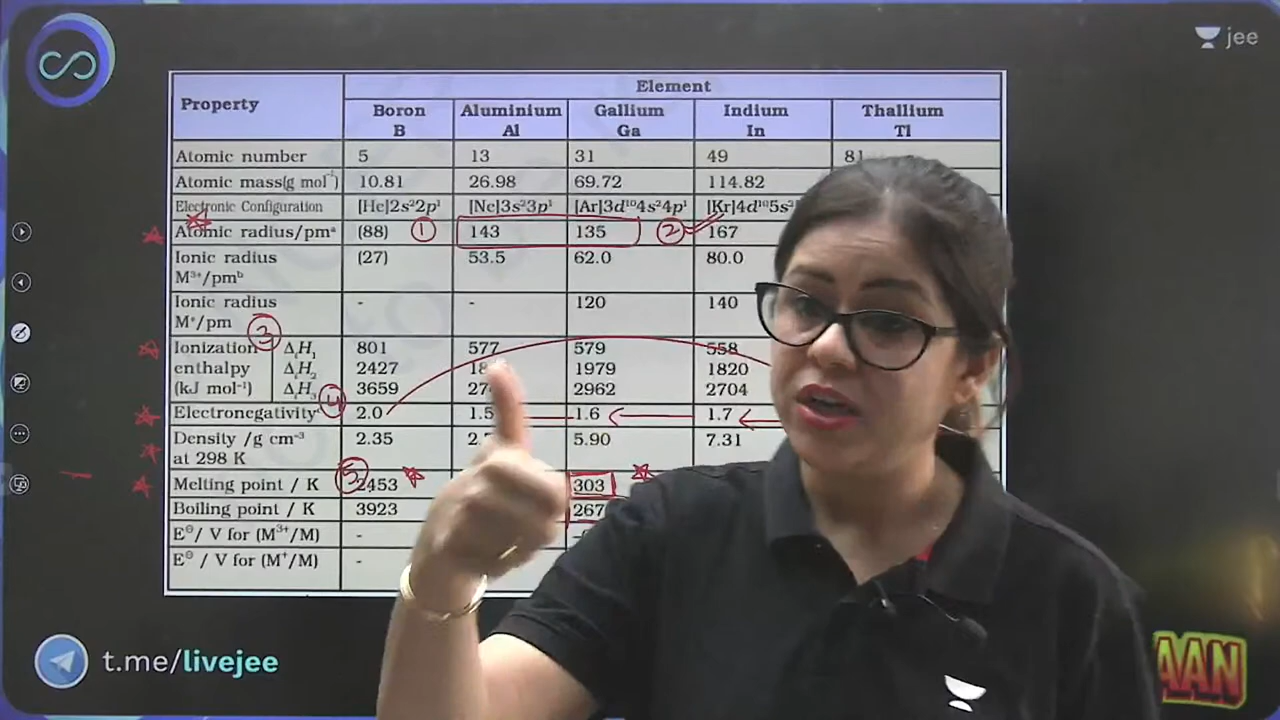 jee
Property Element
Boron Aluminium Gallium Indium Thallium
B Al Ga In Tl
Atomic number 5 13 31 49 81
Atomic mass(g mol⁻¹) 10.81 26.98 69.72 114.82
Electronic Configuration [He]2s²2p¹ [Ne]3s²3p¹ [Ar]3d¹⁰4s²4p¹ [Kr]4d¹⁰5s²
Atomic radius/pmᵃ (88) ① 143 135 ② 167
Ionic radius (27) 53.5 62.0 80.0
M³⁺/pmᵇ
Ionic radius - - 120 140
M⁺/pm ③
Ionization ΔᵢH₁ 801 577 579 558
enthalpy ΔᵢH₂ 2427 1979 1820
(kJ mol⁻¹) ΔᵢH₃ 3659 2962 2704
Electronegativityᶜ ④ 2.0 1.5 1.6 1.7
Density /g cm⁻³ 2.35 5.90 7.31
at 298 K
Melting point / K ⑤ 2453 303
Boiling point / K 3923
E⊖/ V for (M³⁺/M) -
E⊖ / V for (M⁺/M) -
t.me/livejee
AAN